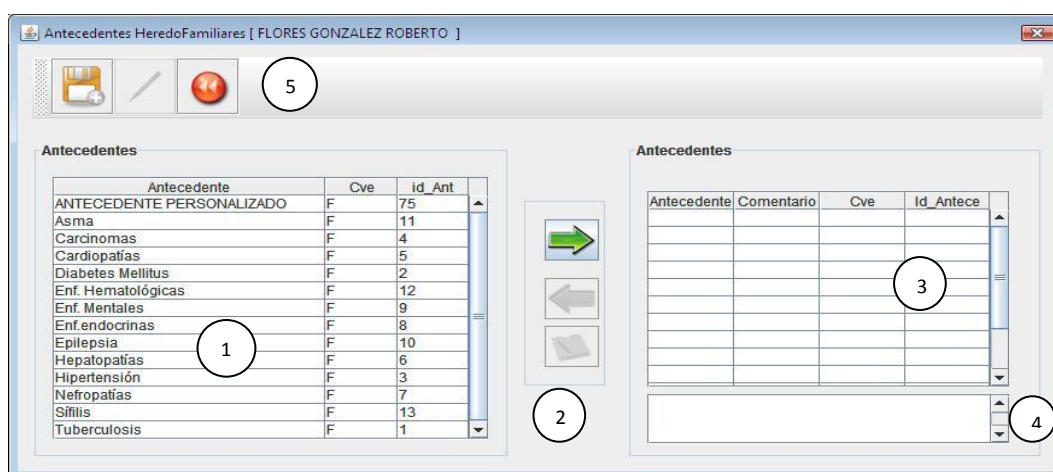 Antecedentes HeredoFamiliares [ FLORES GONZALEZ ROBERTO ]
5
Antecedentes
Antecedente Cve id_Ant
ANTECEDENTE PERSONALIZADO F 75
Asma F 11
Carcinomas F 4
Cardiopatías F 5
Diabetes Mellitus F 2
Enf. Hematológicas F 12
Enf. Mentales F 9
Enf.endocrinas F 8
Epilepsia F 10
Hepatopatías F 6
Hipertensión F 3
Nefropatías F 7
Sífilis F 13
Tuberculosis F 1
1
2
Antecedentes
Antecedente Comentario Cve Id_Antece
3
4